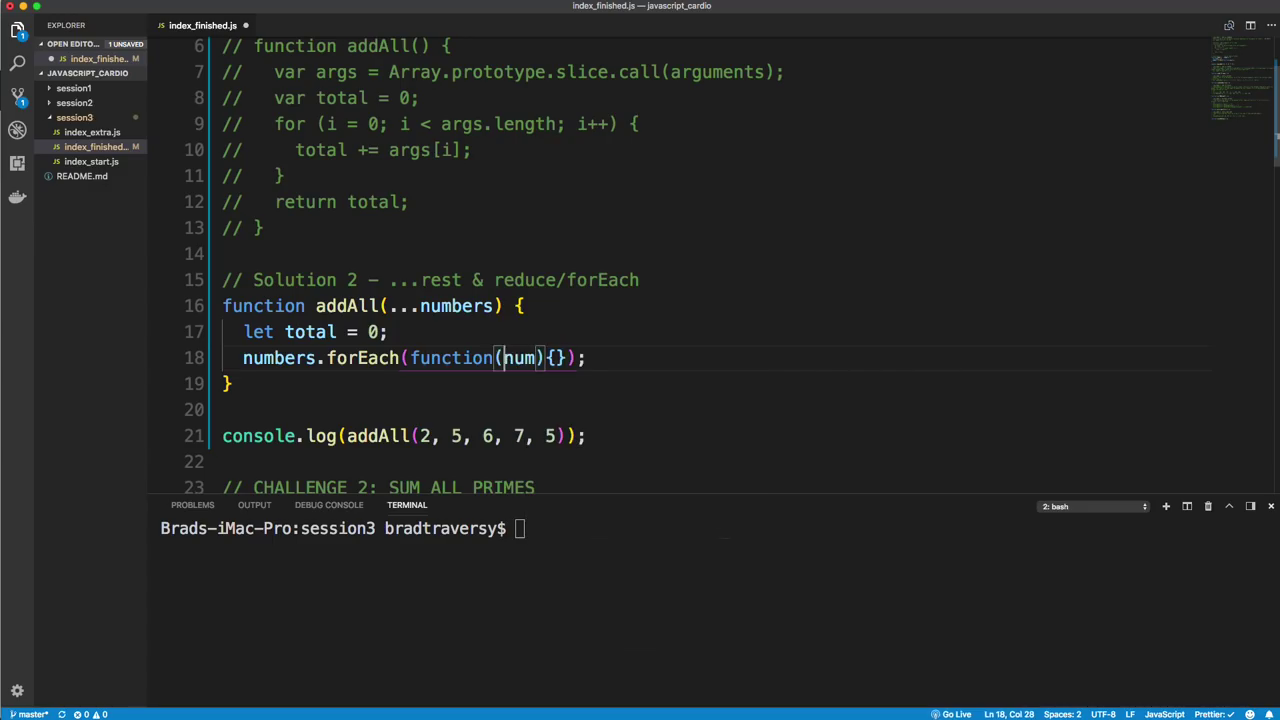 index_finished.js — javascript_cardio
EXPLORER
index_finished.js
OPEN EDITO... 1 UNSAVED
index_finishe... M
JAVASCRIPT_CARDIO
session1
session2
session3
index_extra.js
index_finished... M
index_start.js
README.md
1
1
6 // function addAll() {
7 //   var args = Array.prototype.slice.call(arguments);
8 //   var total = 0;
9 //   for (i = 0; i < args.length; i++) {
10 //     total += args[i];
11 //   }
12 //   return total;
13 // }
14
15 // Solution 2 - ...rest & reduce/forEach
16 function addAll(...numbers) {
17   let total = 0;
18   numbers.forEach(function(num){});
19 }
20
21 console.log(addAll(2, 5, 6, 7, 5));
22
23 // CHALLENGE 2: SUM ALL PRIMES
PROBLEMS OUTPUT DEBUG CONSOLE TERMINAL 2: bash
Brads-iMac-Pro:session3 bradtraversy$
master* 0 0 Go Live Ln 18, Col 28 Spaces: 2 UTF-8 LF JavaScript Prettier: ✓